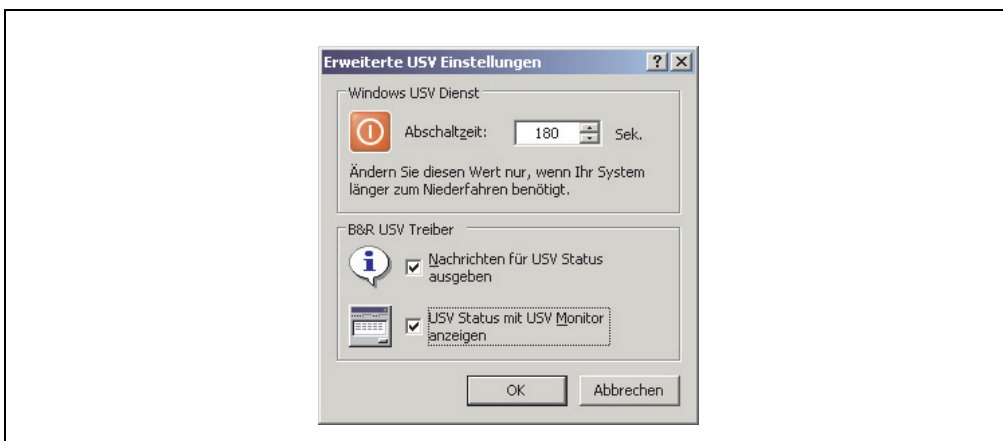 Erweiterte USV Einstellungen
Windows USV Dienst
Abschaltzeit: 180 Sek.
Ändern Sie diesen Wert nur, wenn Ihr System
länger zum Niederfahren benötigt.
B&R USV Treiber
Nachrichten für USV Status
ausgeben
USV Status mit USV Monitor
anzeigen
OK Abbrechen